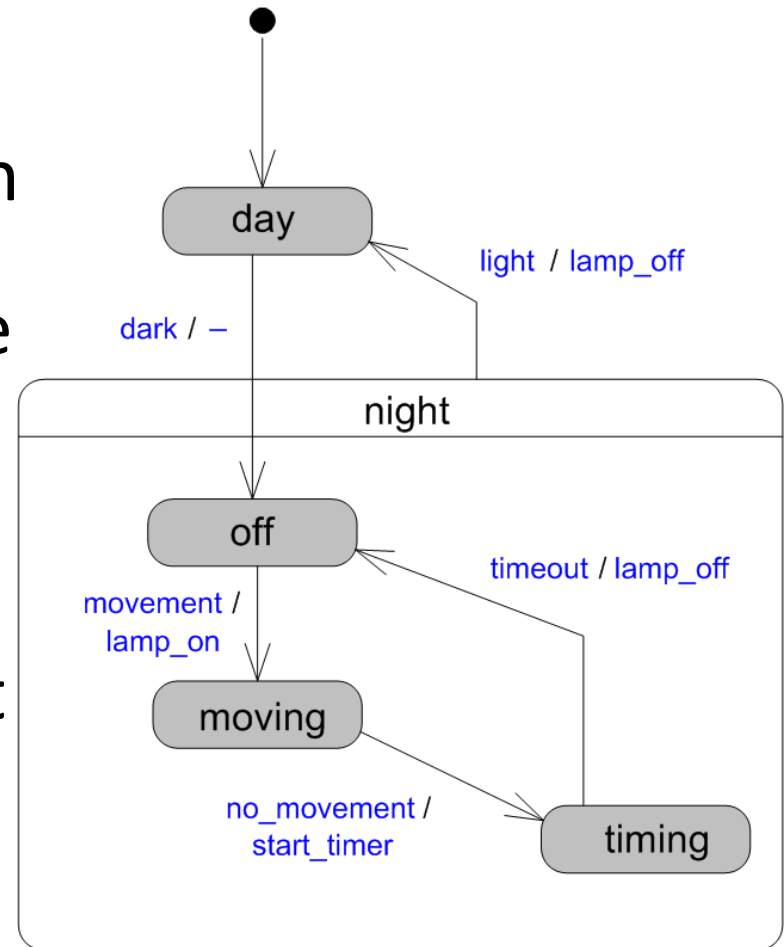 n
day
light / lamp_off
e
dark / –
night
off
timeout / lamp_off
movement /
lamp_on
t
moving
no_movement /
start_timer
timing